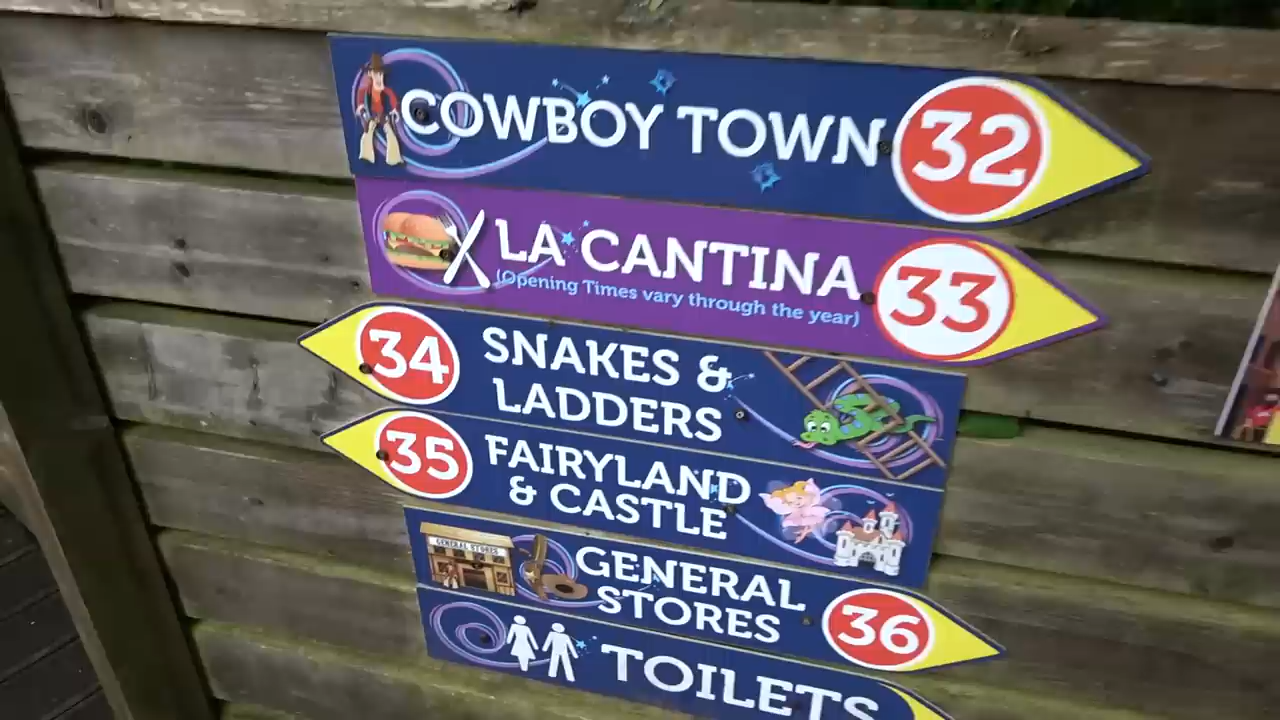 COWBOY TOWN 32
LA CANTINA 33
(Opening Times vary through the year)
34 SNAKES &
LADDERS
35 FAIRYLAND
& CASTLE
GENERAL STORES
GENERAL
STORES 36
TOILETS